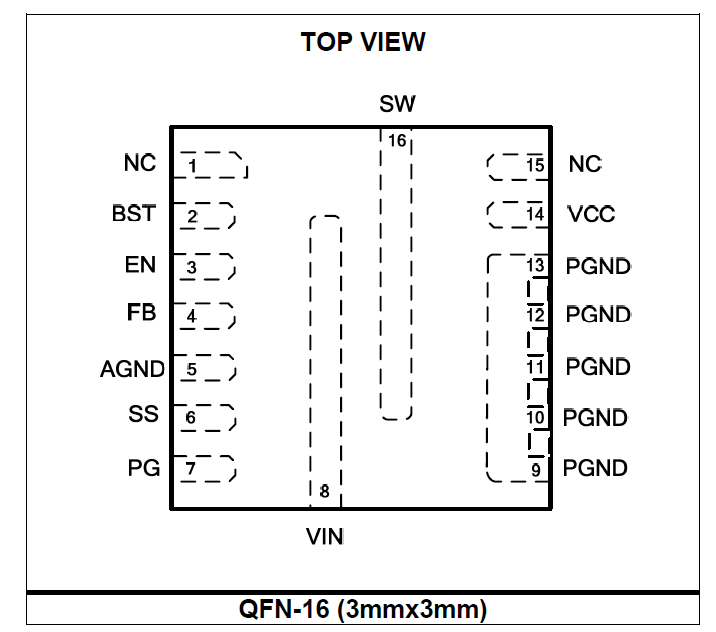 TOP VIEW
SW
16
NC 1 15 NC
BST 2 14 VCC
EN 3 13 PGND
FB 4 12 PGND
AGND 5 11 PGND
SS 6 10 PGND
PG 7 9 PGND
8
VIN
QFN-16 (3mmx3mm)